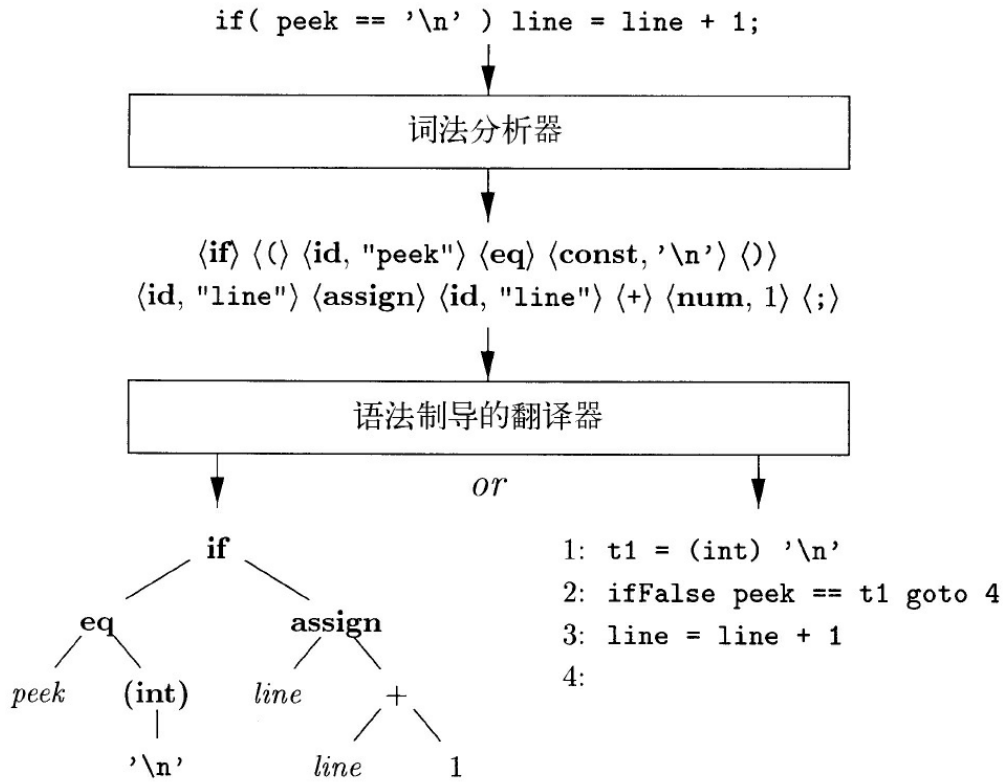 if( peek == ’\n’ ) line = line + 1;
词法分析器
⟨if⟩ ⟨(⟩ ⟨id, "peek"⟩ ⟨eq⟩ ⟨const, ’\n’⟩ ⟨)⟩
⟨id, "line"⟩ ⟨assign⟩ ⟨id, "line"⟩ ⟨+⟩ ⟨num, 1⟩ ⟨;⟩
语法制导的翻译器
or
if
eq assign
peek (int) line +
’\n’ line 1
1: t1 = (int) ’\n’
2: ifFalse peek == t1 goto 4
3: line = line + 1
4: